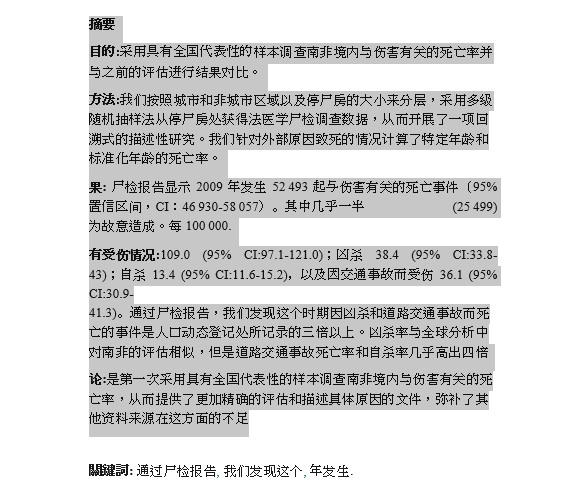 摘要
目的:采用具有全国代表性的样本调查南非境内与伤害有关的死亡率并
与之前的评估进行结果对比。
方法:我们按照城市和非城市区域以及停尸房的大小来分层，采用多级
随机抽样法从停尸房处获得法医学尸检调查数据，从而开展了一项回
溯式的描述性研究。我们针对外部原因致死的情况计算了特定年龄和
标准化年龄的死亡率。
果: 尸检报告显示 2009 年发生 52 493 起与伤害有关的死亡事件（95%
置信区间，CI：46 930-58 057）。其中几乎一半 (25 499)
为故意造成。每 100 000.
有受伤情况:109.0 (95% CI:97.1-121.0)；凶杀 38.4 (95% CI:33.8-
43)；自杀 13.4 (95% CI:11.6-15.2)，以及因交通事故而受伤 36.1 (95%
CI:30.9-
41.3)。通过尸检报告，我们发现这个时期因凶杀和道路交通事故而死
亡的事件是人口动态登记处所记录的三倍以上。凶杀率与全球分析中
对南非的评估相似，但是道路交通事故死亡率和自杀率几乎高出四倍
论:是第一次采用具有全国代表性的样本调查南非境内与伤害有关的死
亡率，从而提供了更加精确的评估和描述具体原因的文件，弥补了其
他资料来源在这方面的不足
關鍵詞: 通过尸检报告, 我们发现这个, 年发生.